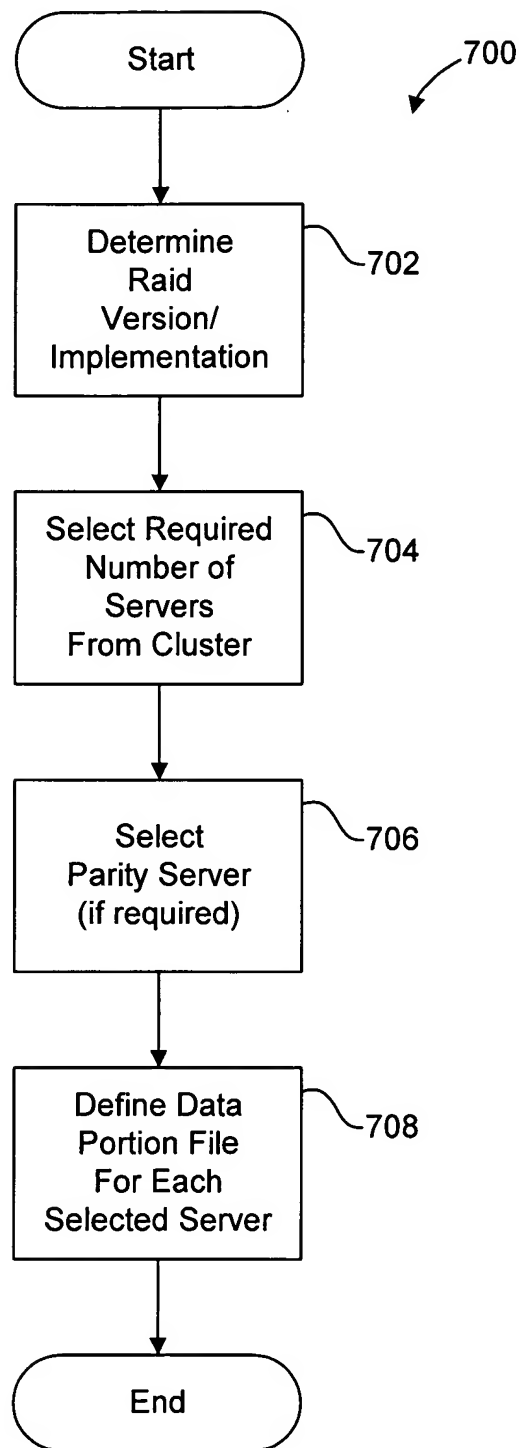 Start
700
Determine
Raid
Version/
Implementation
702
Select Required
Number of
Servers
From Cluster
704
Select
Parity Server
(if required)
706
Define Data
Portion File
For Each
Selected Server
708
End